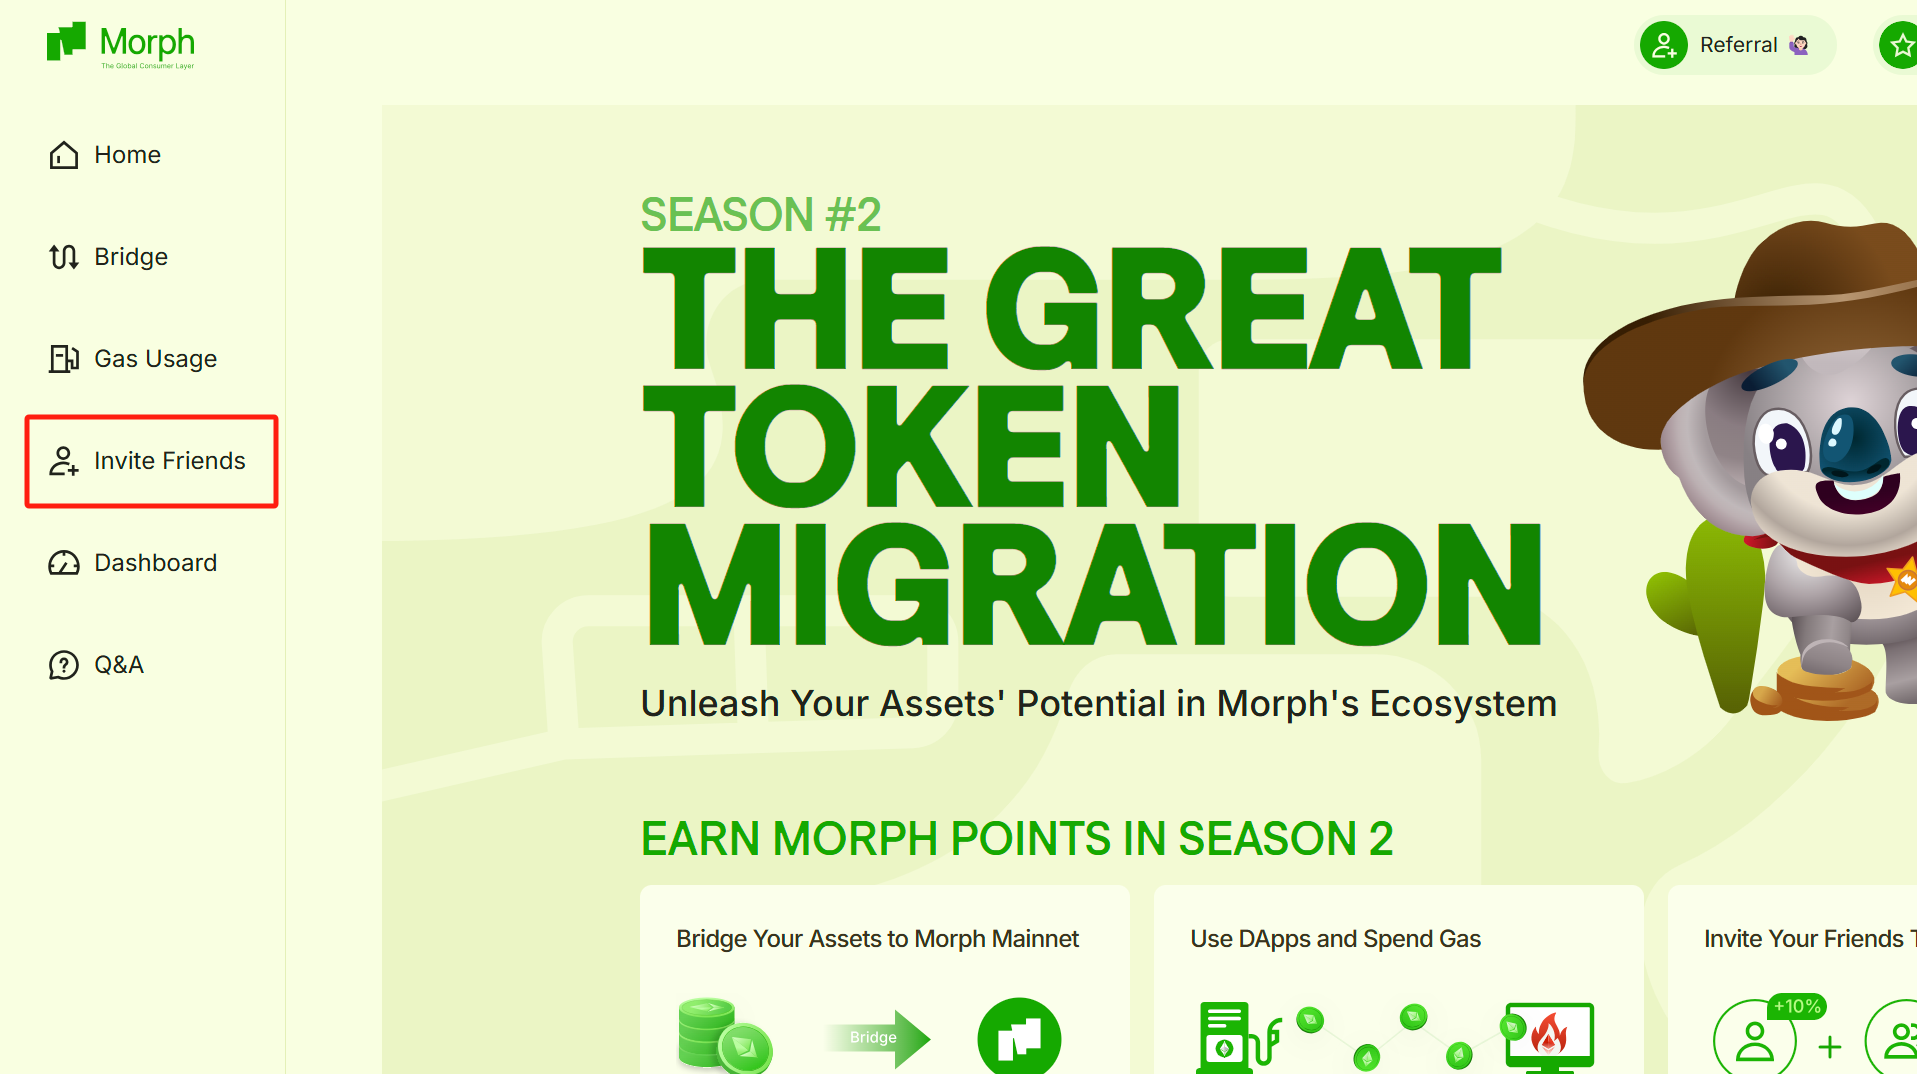 Morph
The Global Consumer Layer
Referral
Home
Bridge
Gas Usage
Invite Friends
Dashboard
Q&A
SEASON #2
THE GREAT
TOKEN
MIGRATION
Unleash Your Assets' Potential in Morph's Ecosystem
EARN MORPH POINTS IN SEASON 2
Bridge Your Assets to Morph Mainnet
Bridge
Use DApps and Spend Gas
Invite Your Friends T
+10%